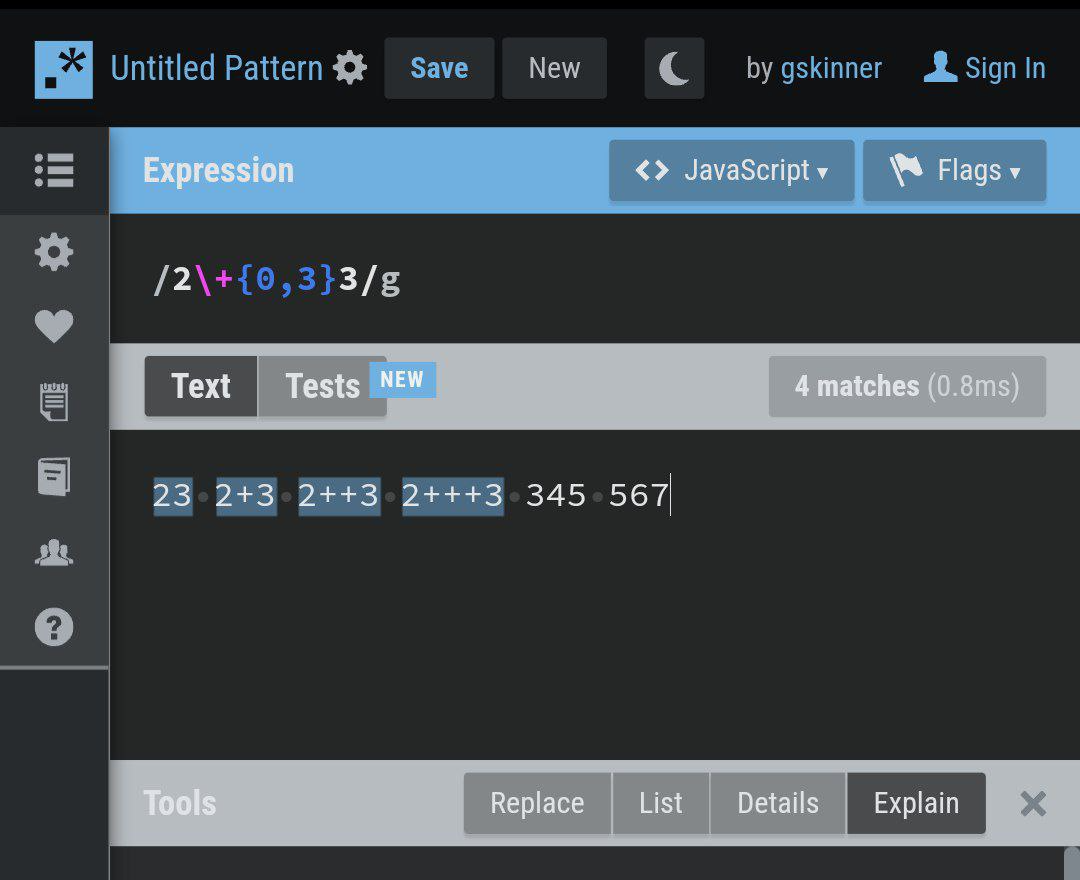 .* Untitled Pattern Save New by gskinner Sign In
Expression <> JavaScript ▾ Flags ▾
/2\+{0,3}3/g
Text Tests NEW 4 matches (0.8ms)
23 2+3 2++3 2+++3 345 567
Tools Replace List Details Explain